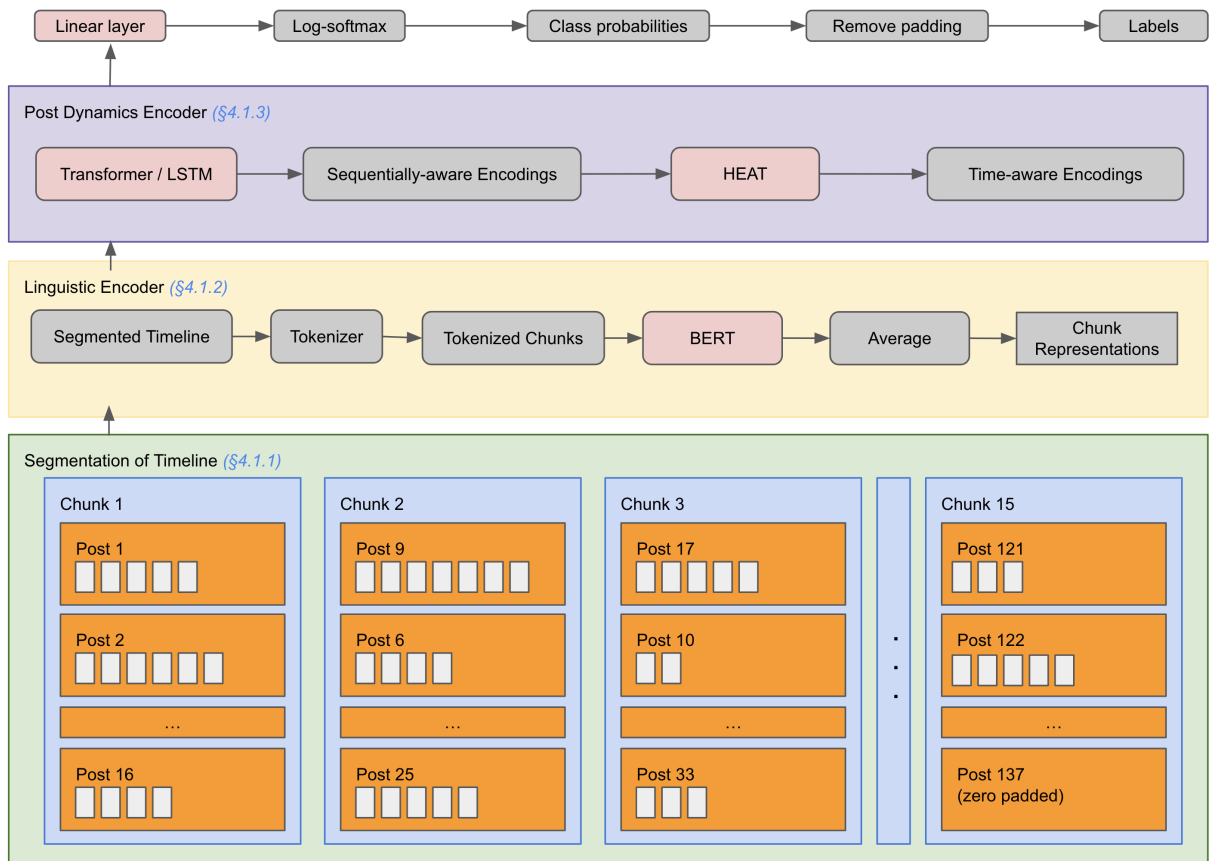 Linear layer
Log-softmax
Class probabilities
Remove padding
Labels
Post Dynamics Encoder (§4.1.3)
Transformer / LSTM
Sequentially-aware Encodings
HEAT
Time-aware Encodings
Linguistic Encoder (§4.1.2)
Segmented Timeline
Tokenizer
Tokenized Chunks
BERT
Average
Chunk
Representations
Segmentation of Timeline (§4.1.1)
Chunk 1
Post 1
Post 2
...
Post 16
Chunk 2
Post 9
Post 6
...
Post 25
Chunk 3
Post 17
Post 10
...
Post 33
.
.
.
Chunk 15
Post 121
Post 122
...
Post 137
(zero padded)